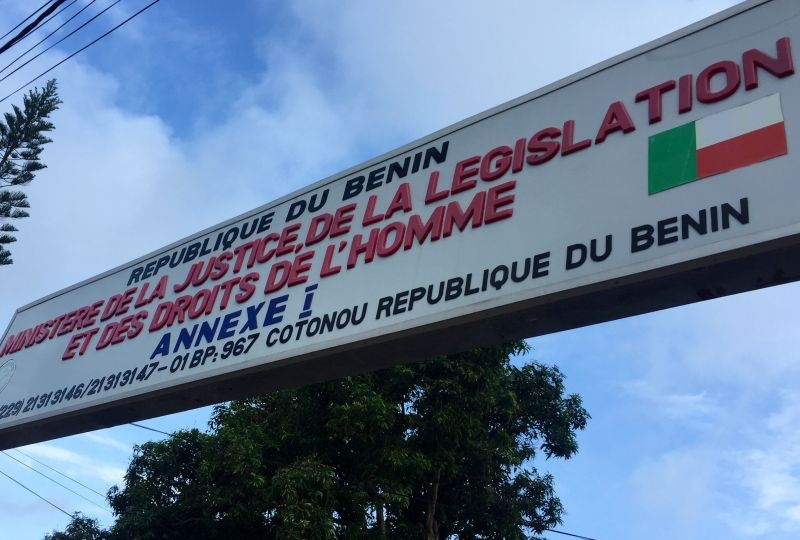 REPUBLIQUE DU BENIN
MINISTERE DE LA JUSTICE, DE LA LEGISLATION
ET DES DROITS DE L'HOMME
ANNEXE I
(229) 21313146/21313147-01 BP: 967 COTONOU REPUBLIQUE DU BENIN